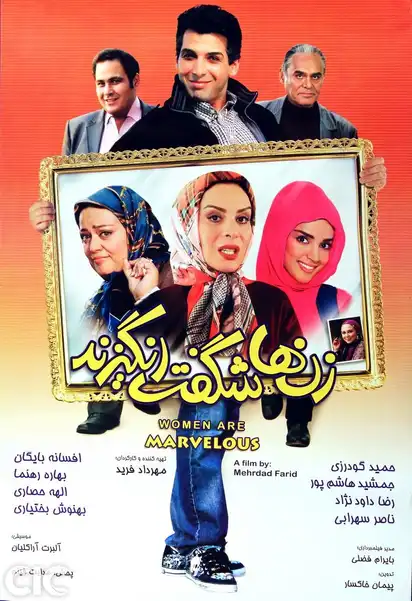 زن‌ها شگفت‌انگیزند
WOMEN ARE
MARVELOUS
تهیه کننده و کارگردان:
مهرداد فرید
A film by:
Mehrdad Farid
حمید گودرزی
جمشید هاشم پور
رضا داود نژاد
ناصر سهرابی
افسانه بایگان
بهاره رهنما
الهه حصاری
بهنوش بختیاری
مدیر فیلمبرداری:
بایرام فضلی
تدوین:
پیمان خاکسار
موسیقی:
آلبرت آراکلیان
CIC